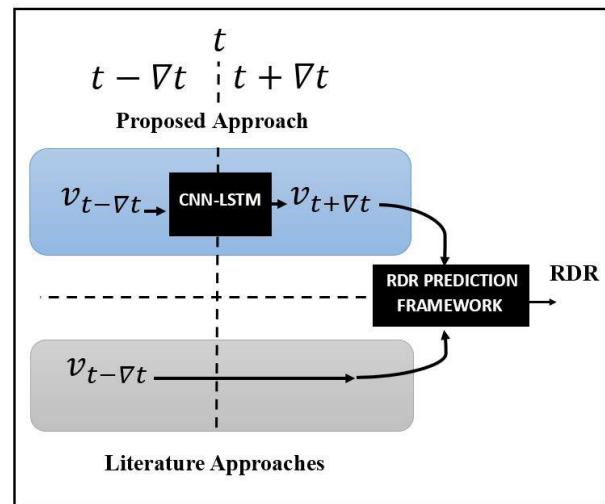 t
t − ∇t t + ∇t
Proposed Approach
v_{t−∇t} CNN-LSTM v_{t+∇t}
RDR PREDICTION FRAMEWORK
RDR
v_{t−∇t}
Literature Approaches